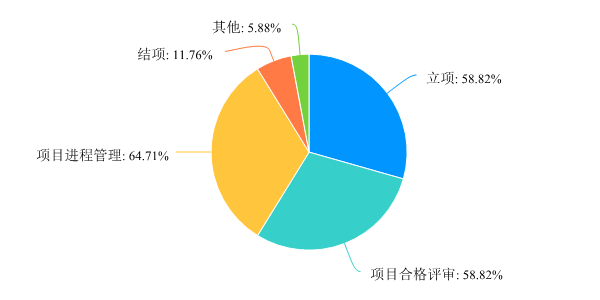 其他: 5.88%
结项: 11.76%
立项: 58.82%
项目进程管理: 64.71%
项目合格评审: 58.82%